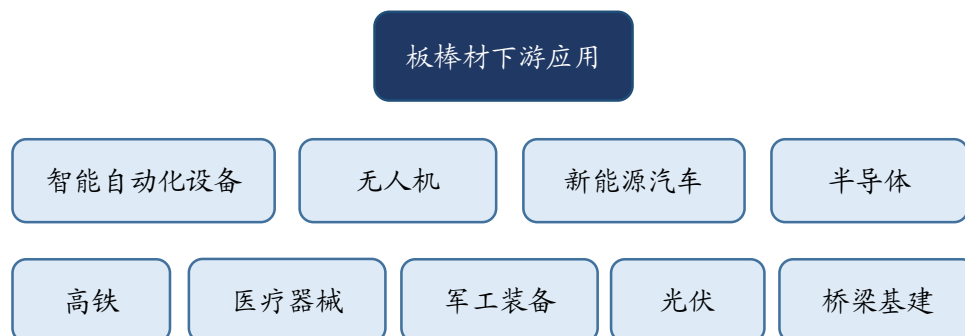 板棒材下游应用
智能自动化设备 无人机 新能源汽车 半导体
高铁 医疗器械 军工装备 光伏 桥梁基建